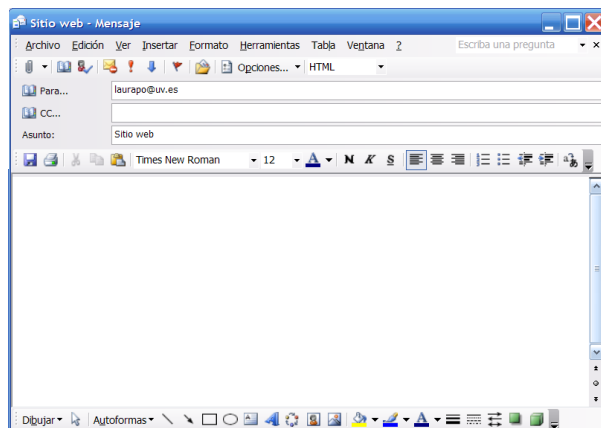 Sitio web - Mensaje
Archivo Edición Ver Insertar Formato Herramientas Tabla Ventana ? Escriba una pregunta
Opciones... HTML
Para... laurapo@uv.es
CC...
Asunto: Sitio web
Times New Roman 12 A N K S
Dibujar Autoformas A